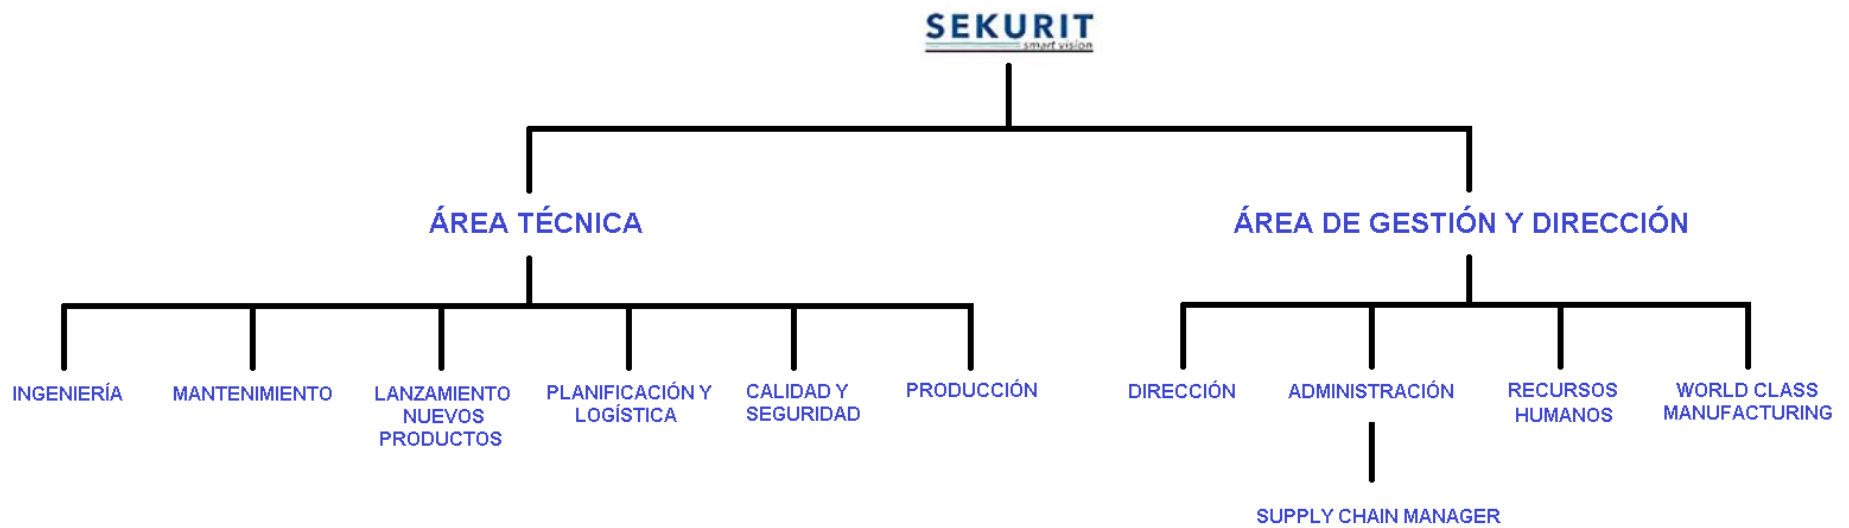 SEKURIT
smart vision
ÁREA TÉCNICA
ÁREA DE GESTIÓN Y DIRECCIÓN
INGENIERÍA
MANTENIMIENTO
LANZAMIENTO
NUEVOS
PRODUCTOS
PLANIFICACIÓN Y
LOGÍSTICA
CALIDAD Y
SEGURIDAD
PRODUCCIÓN
DIRECCIÓN
ADMINISTRACIÓN
RECURSOS
HUMANOS
WORLD CLASS
MANUFACTURING
SUPPLY CHAIN MANAGER